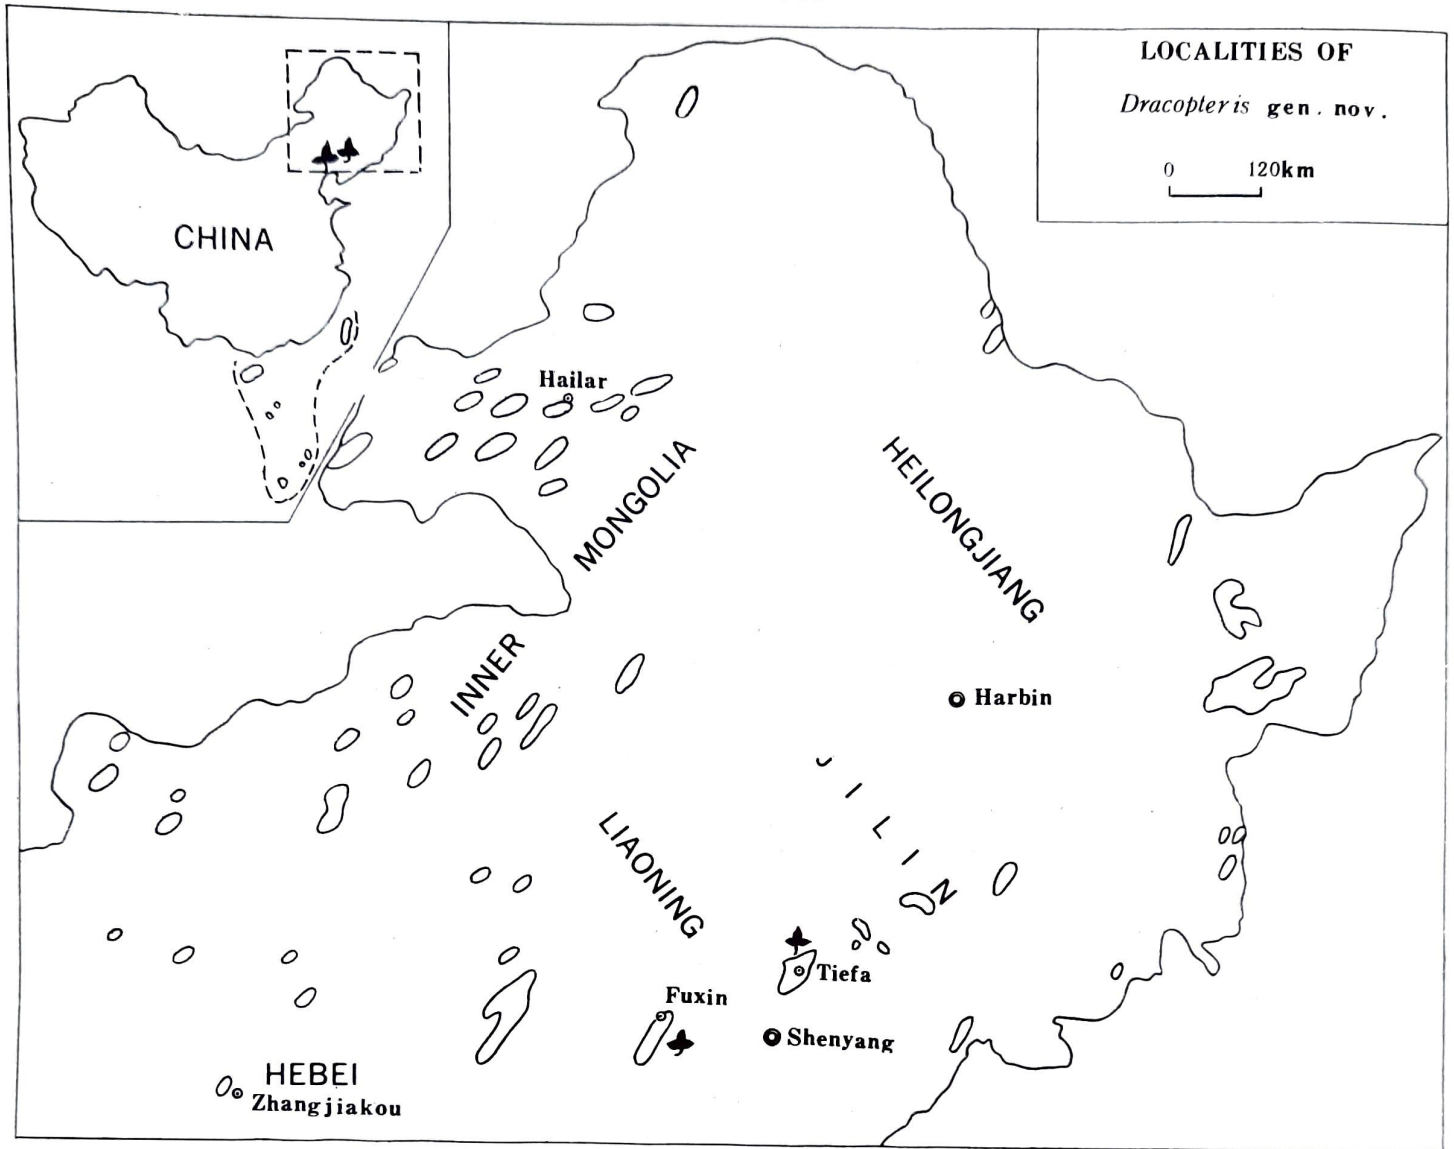 LOCALITIES OF
Dracopteris gen. nov.
0 120km
CHINA
Hailar
MONGOLIA
HEILONGJIANG
INNER
Harbin
JILIN
LIAONING
Tiefa
Fuxin
Shenyang
HEBEI
Zhangjiakou